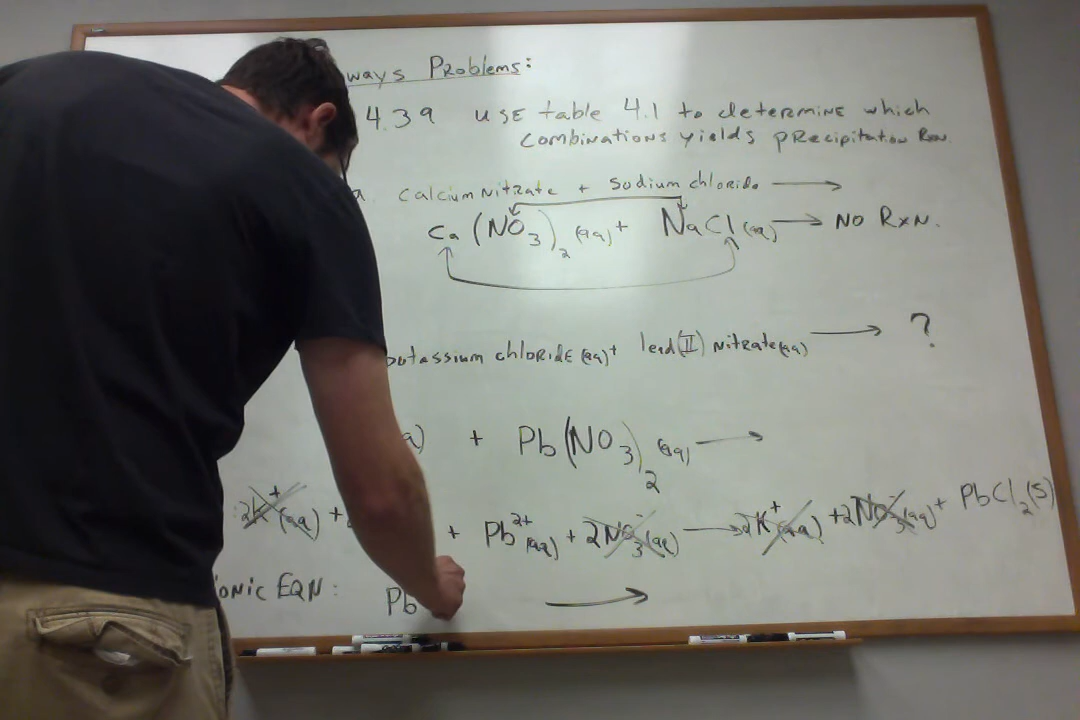 ways Problems:
4.39 use table 4.1 to determine which
combinations yields precipitation Rxn.
a. calcium nitrate + sodium chloride →
Ca(NO3)2 (aq) + NaCl (aq) → NO RXN.
potassium chloride (aq) + lead (II) nitrate (aq) → ?
a) + Pb(NO3)2 (aq) →
: 2K+ (aq) + + Pb2+ (aq) + 2NO3- (aq) → 2K+ (aq) + 2NO3- (aq) + PbCl2 (s)
ionic EQN: Pb →